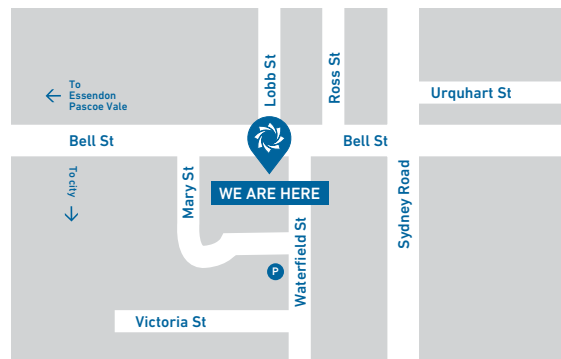 Lobb St
Ross St
To
Essendon
Pascoe Vale
Urquhart St
Bell St
Bell St
To city
Mary St
WE ARE HERE
Sydney Road
Waterfield St
P
Victoria St